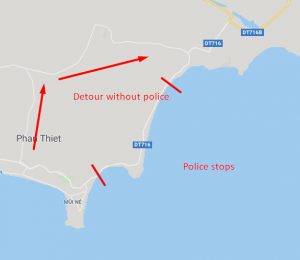 DT716B
DT716
Detour without police
Phan Thiet
DT716
Police stops
MŨI NÉ